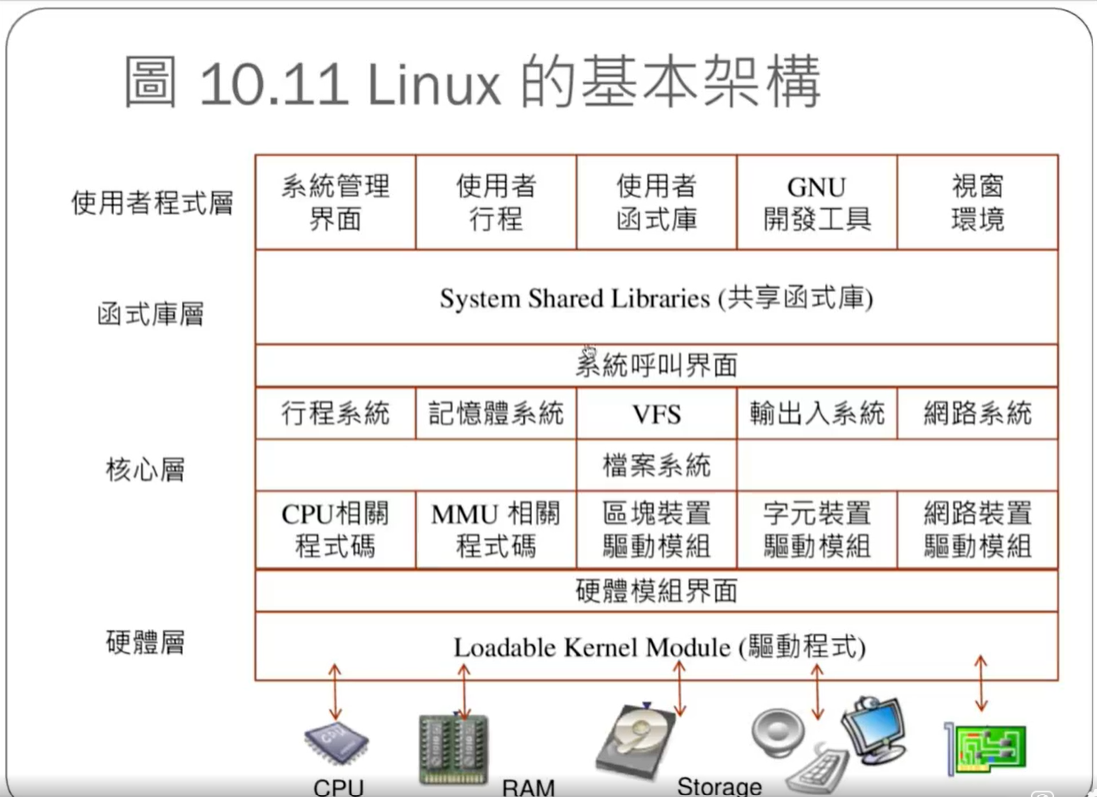 圖 10.11 Linux 的基本架構
使用者程式層
系統管理
界面
使用者
行程
使用者
函式庫
GNU
開發工具
視窗
環境
函式庫層
System Shared Libraries (共享函式庫)
系統呼叫界面
核心層
行程系統
記憶體系統
VFS
輸出入系統
網路系統
檔案系統
CPU相關
程式碼
MMU 相關
程式碼
區塊裝置
驅動模組
字元裝置
驅動模組
網路裝置
驅動模組
硬體模組界面
硬體層
Loadable Kernel Module (驅動程式)
CPU
RAM
Storage